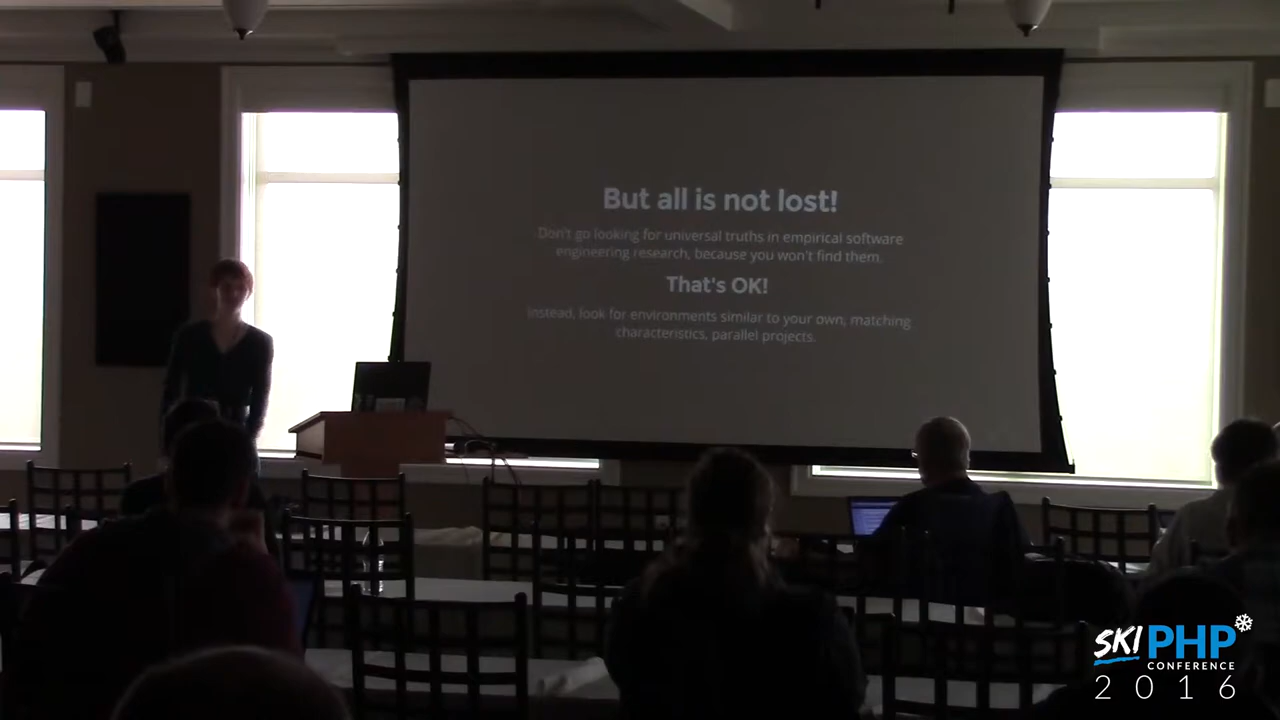 But all is not lost!
Don't go looking for universal truths in empirical software
engineering research, because you won't find them.
That's OK!
Instead, look for environments similar to your own, matching
characteristics, parallel projects.
SKI PHP
CONFERENCE
2016